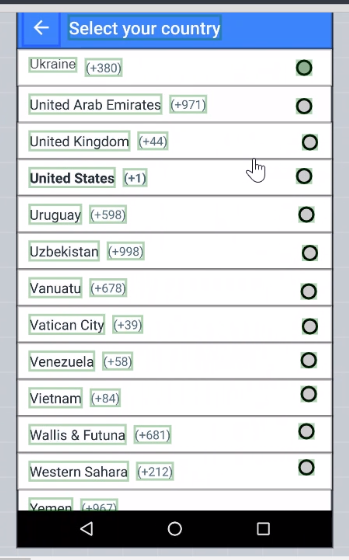 Select your country
Ukraine (+380)
United Arab Emirates (+971)
United Kingdom (+44)
United States (+1)
Uruguay (+598)
Uzbekistan (+998)
Vanuatu (+678)
Vatican City (+39)
Venezuela (+58)
Vietnam (+84)
Wallis & Futuna (+681)
Western Sahara (+212)
Yemen (+967)